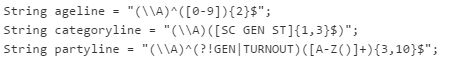 String ageline = "(\\A)^([0-9]){2}$";
String categoryline = "(\\A)([SC GEN ST]{1,3}$)";
String partyline = "(\\A)^(?!GEN|TURNOUT)([A-Z()]+){3,10}$";